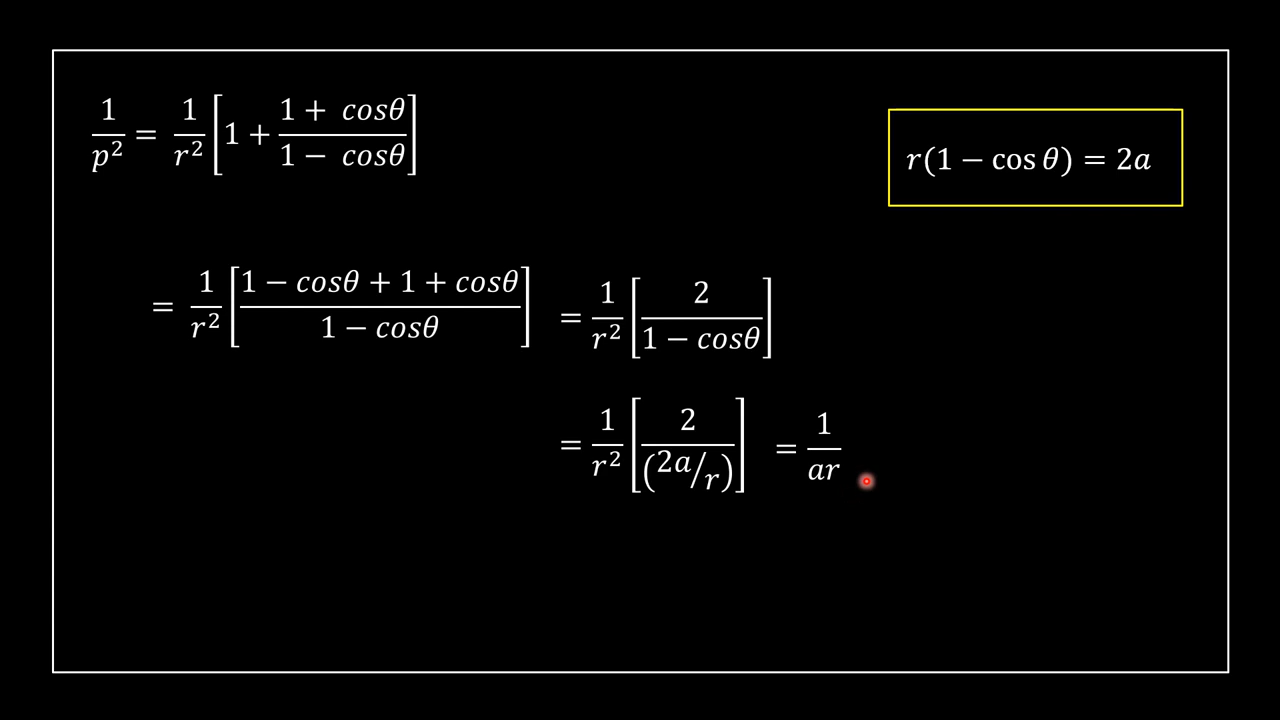 1/p² = 1/r² [1 + (1 + cosθ)/(1 − cosθ)]
r(1 − cos θ) = 2a
= 1/r² [(1 − cosθ + 1 + cosθ)/(1 − cosθ)] = 1/r² [2/(1 − cosθ)]
= 1/r² [2/(2a/r)] = 1/ar